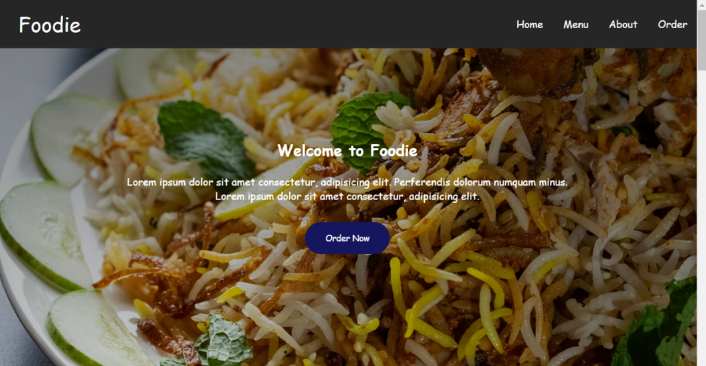 Foodie
Home Menu About Order
Welcome to Foodie
Lorem ipsum dolor sit amet consectetur, adipisicing elit. Perferendis dolorum numquam minus.
Lorem ipsum dolor sit amet consectetur, adipisicing elit.
Order Now